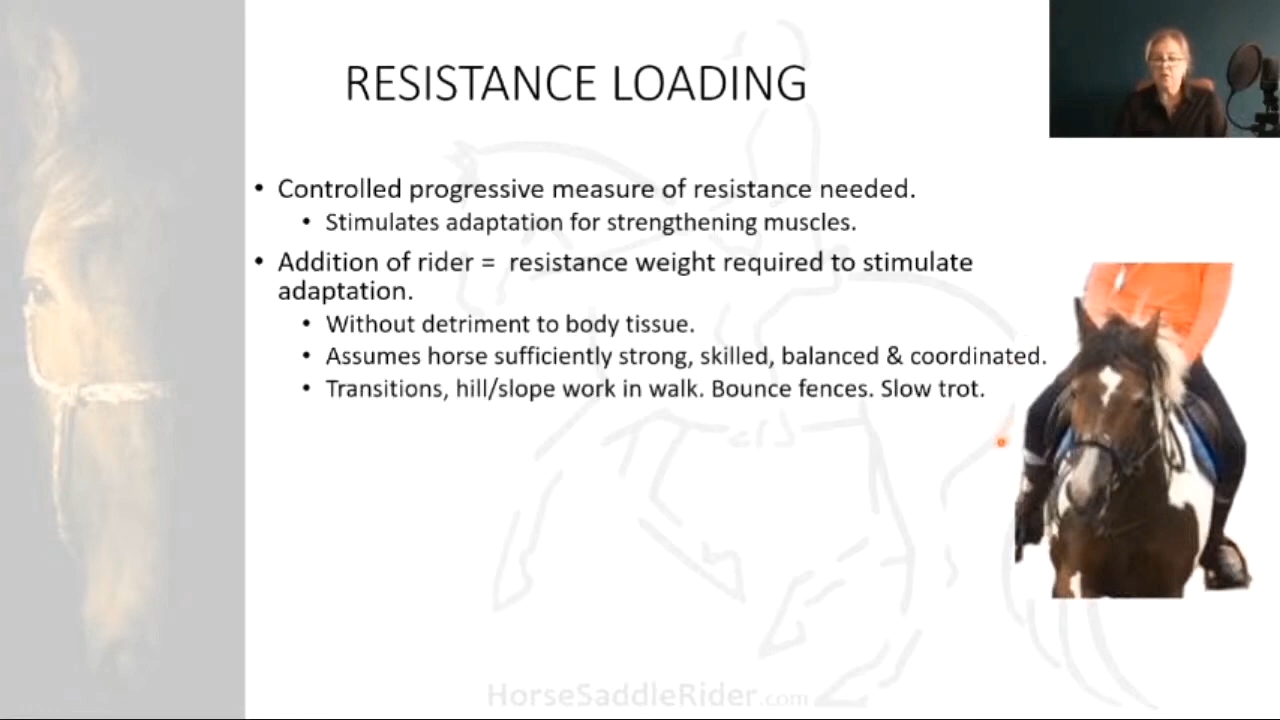 RESISTANCE LOADING
• Controlled progressive measure of resistance needed.
• Stimulates adaptation for strengthening muscles.
• Addition of rider = resistance weight required to stimulate
adaptation.
• Without detriment to body tissue.
• Assumes horse sufficiently strong, skilled, balanced & coordinated.
• Transitions, hill/slope work in walk. Bounce fences. Slow trot.
HorseSaddleRider.com